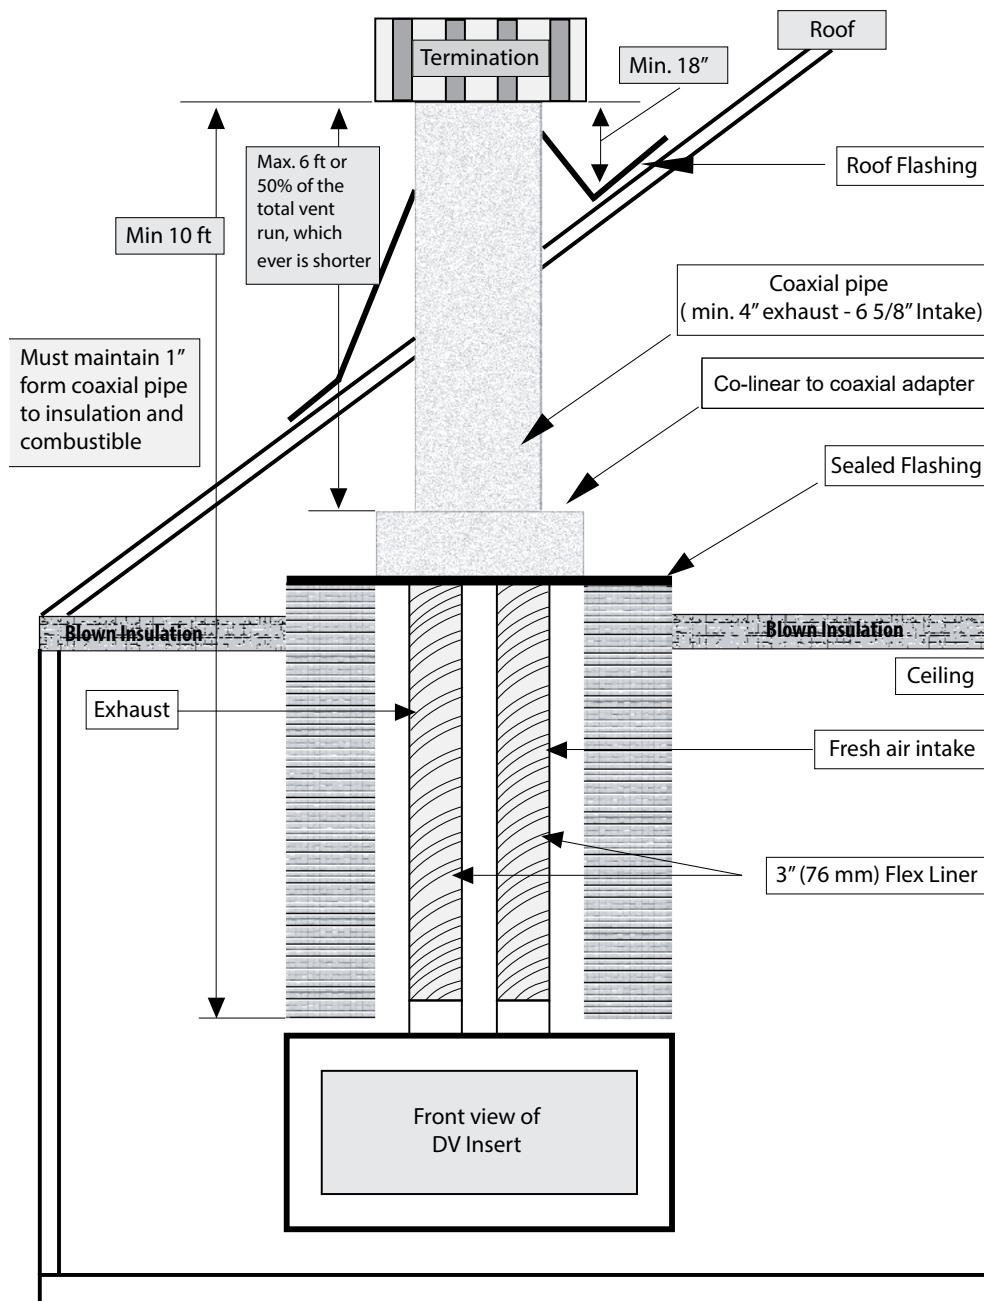 Roof
Termination
Min. 18”
Max. 6 ft or
50% of the
total vent
run, which
ever is shorter
Roof Flashing
Min 10 ft
Coaxial pipe
( min. 4” exhaust - 6 5/8” Intake)
Must maintain 1”
form coaxial pipe
to insulation and
combustible
Co-linear to coaxial adapter
Sealed Flashing
Blown Insulation
Blown Insulation
Ceiling
Exhaust
Fresh air intake
3” (76 mm) Flex Liner
Front view of
DV Insert